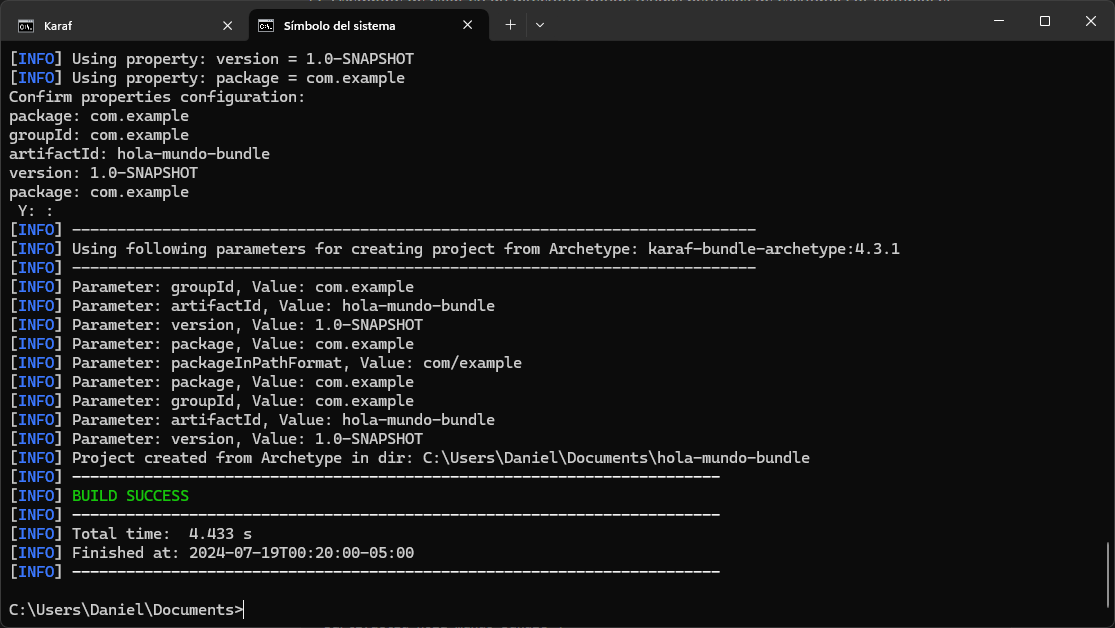 Karaf
Símbolo del sistema
[INFO] Using property: version = 1.0-SNAPSHOT
[INFO] Using property: package = com.example
Confirm properties configuration:
package: com.example
groupId: com.example
artifactId: hola-mundo-bundle
version: 1.0-SNAPSHOT
package: com.example
 Y: :
[INFO] ----------------------------------------------------------------------------
[INFO] Using following parameters for creating project from Archetype: karaf-bundle-archetype:4.3.1
[INFO] ----------------------------------------------------------------------------
[INFO] Parameter: groupId, Value: com.example
[INFO] Parameter: artifactId, Value: hola-mundo-bundle
[INFO] Parameter: version, Value: 1.0-SNAPSHOT
[INFO] Parameter: package, Value: com.example
[INFO] Parameter: packageInPathFormat, Value: com/example
[INFO] Parameter: package, Value: com.example
[INFO] Parameter: groupId, Value: com.example
[INFO] Parameter: artifactId, Value: hola-mundo-bundle
[INFO] Parameter: version, Value: 1.0-SNAPSHOT
[INFO] Project created from Archetype in dir: C:\Users\Daniel\Documents\hola-mundo-bundle
[INFO] ------------------------------------------------------------------------
[INFO] BUILD SUCCESS
[INFO] ------------------------------------------------------------------------
[INFO] Total time:  4.433 s
[INFO] Finished at: 2024-07-19T00:20:00-05:00
[INFO] ------------------------------------------------------------------------
C:\Users\Daniel\Documents>